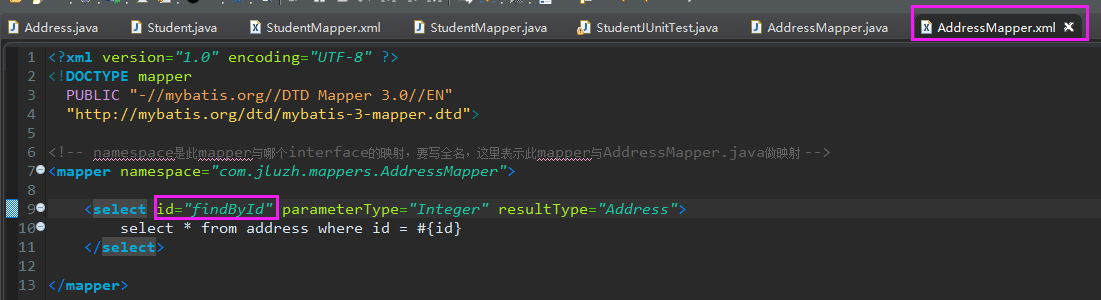 Address.java Student.java StudentMapper.xml StudentMapper.java StudentJUnitTest.java AddressMapper.java AddressMapper.xml
1 <?xml version="1.0" encoding="UTF-8" ?>
2 <!DOCTYPE mapper
3 PUBLIC "-//mybatis.org//DTD Mapper 3.0//EN"
4 "http://mybatis.org/dtd/mybatis-3-mapper.dtd">
5
6 <!-- namespace是此mapper与哪个interface的映射，要写全名，这里表示此mapper与AddressMapper.java做映射 -->
7 <mapper namespace="com.jluzh.mappers.AddressMapper">
8
9 <select id="findById" parameterType="Integer" resultType="Address">
10 select * from address where id = #{id}
11 </select>
12
13 </mapper>